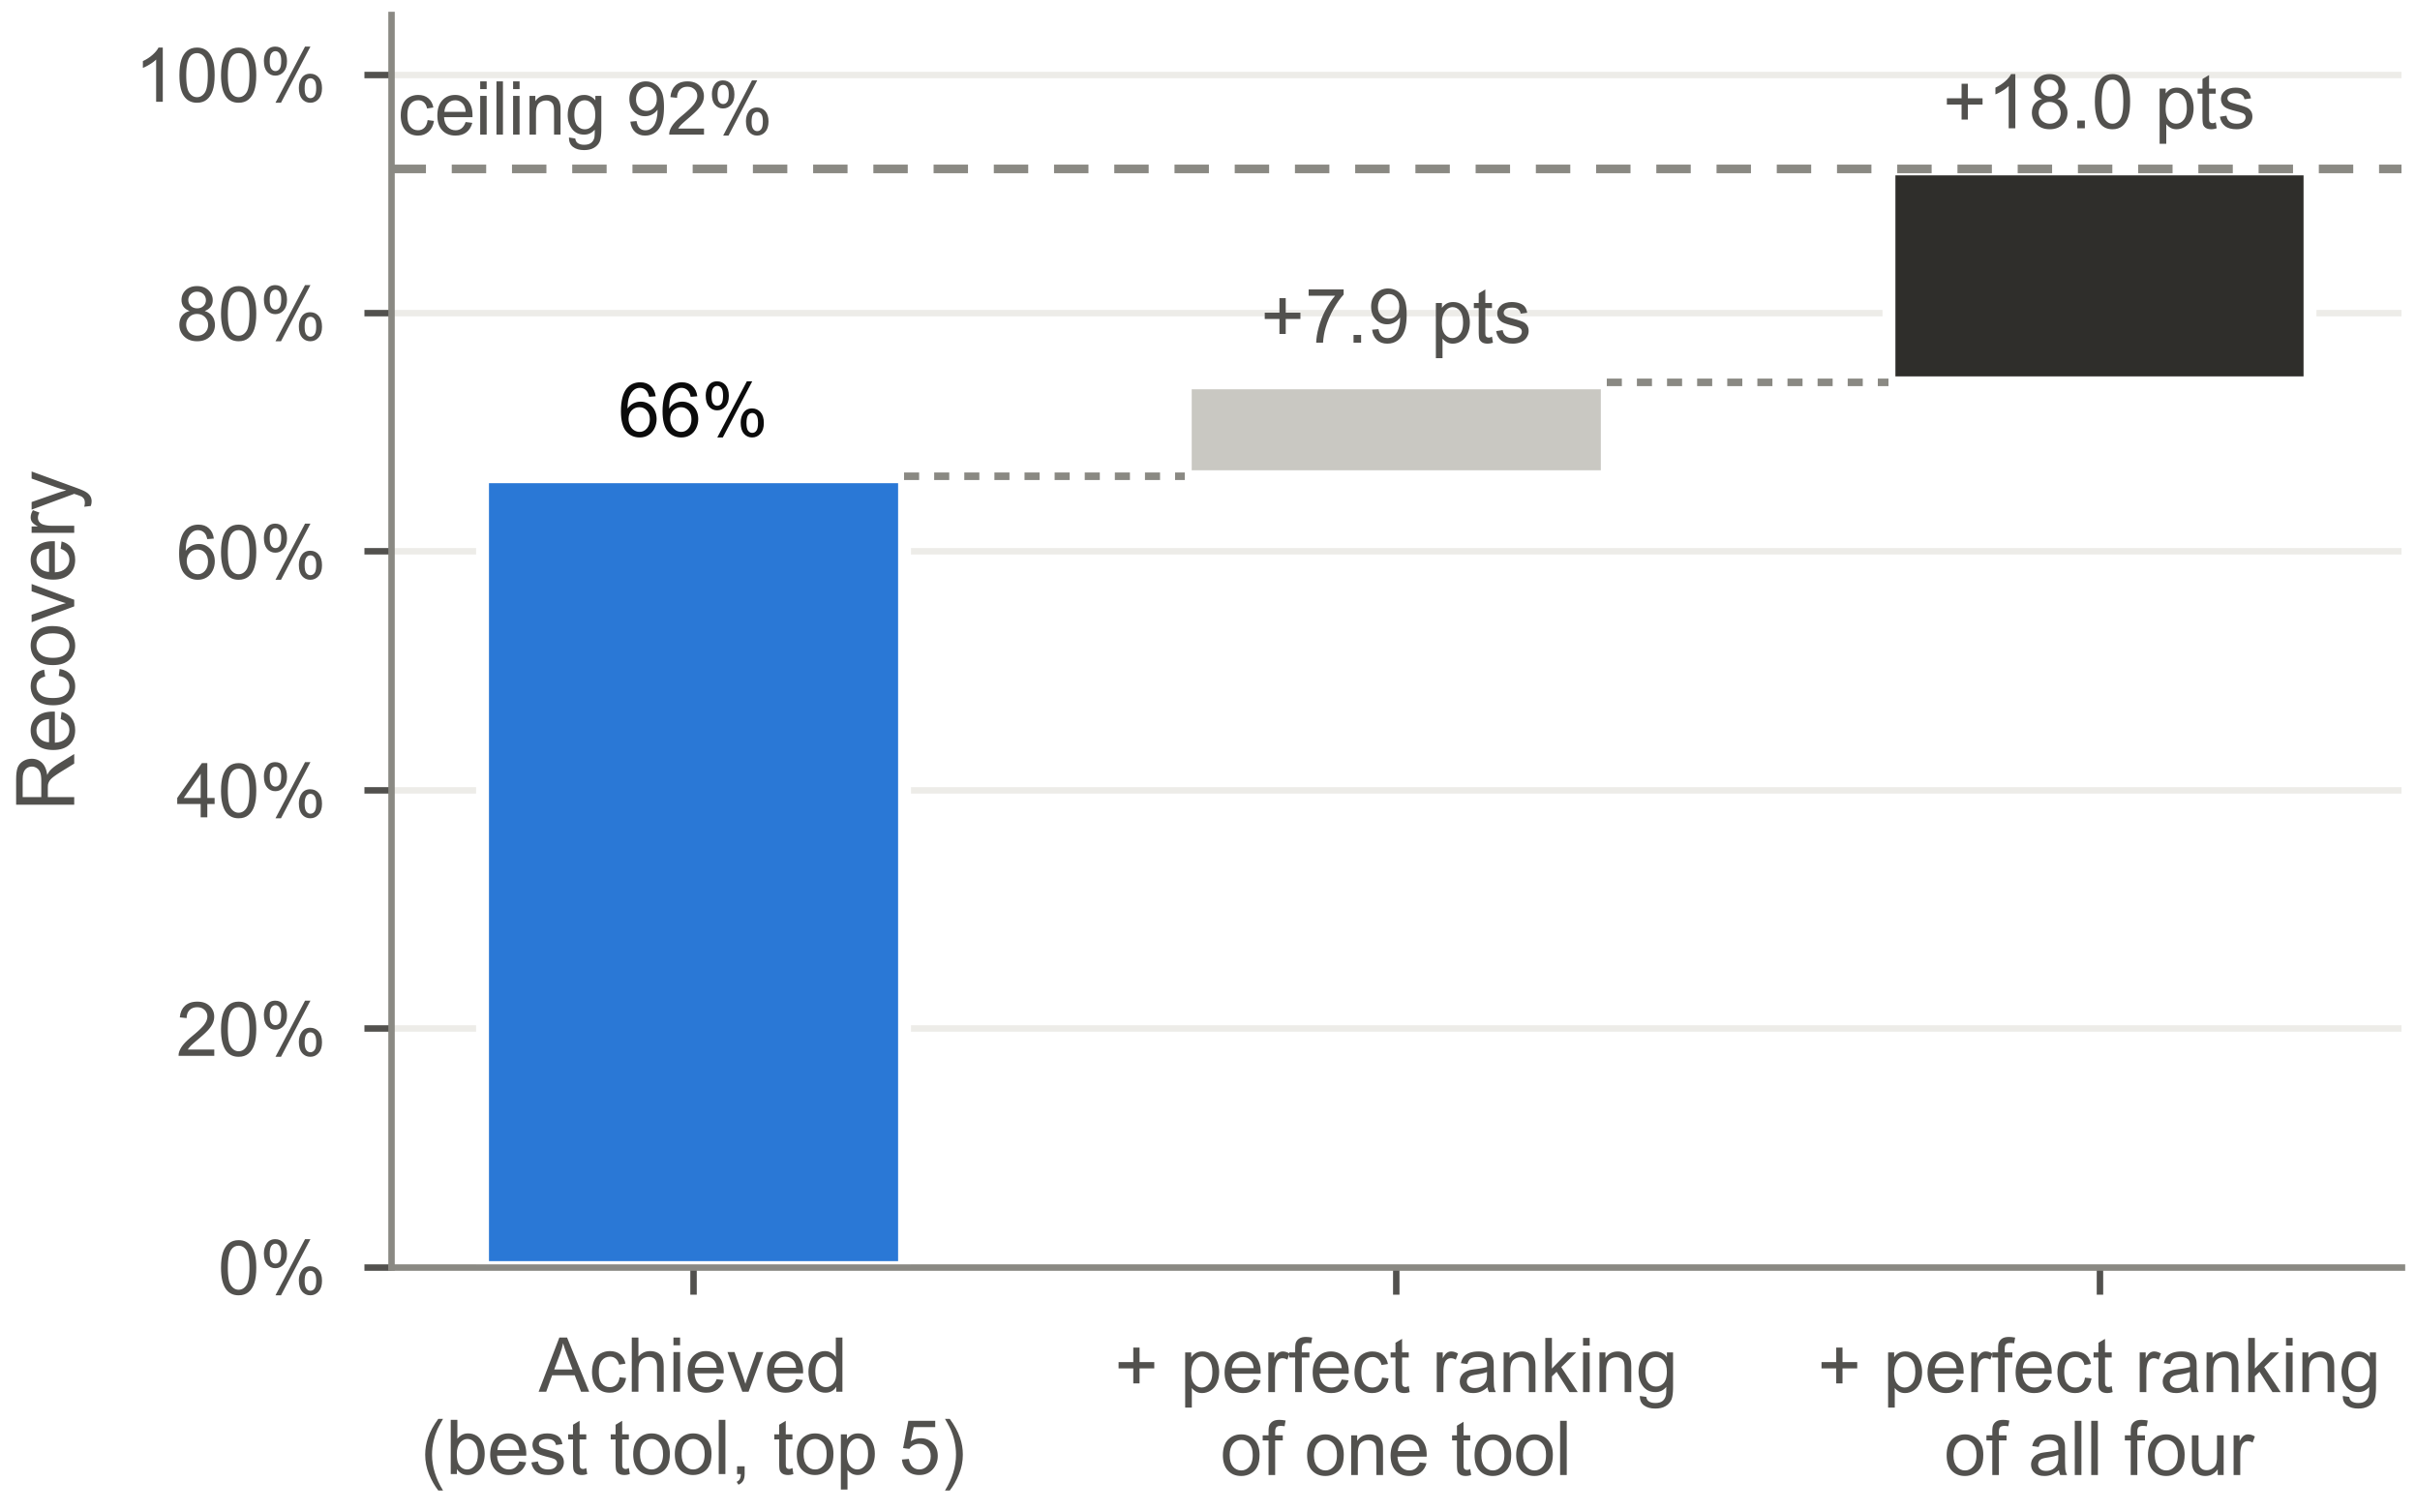 100%
ceiling 92%
+18.0 pts
80%
+7.9 pts
66%
60%
Recovery
40%
20%
0%
Achieved
(best tool, top 5)
+ perfect ranking
of one tool
+ perfect ranking
of all four